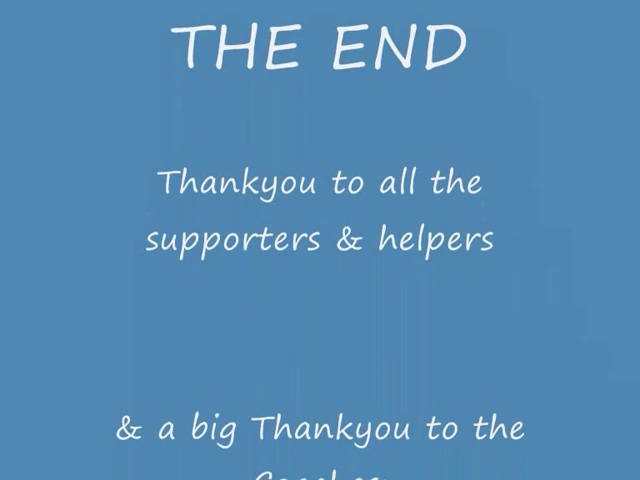 THE END
Thankyou to all the
supporters & helpers
& a big Thankyou to the